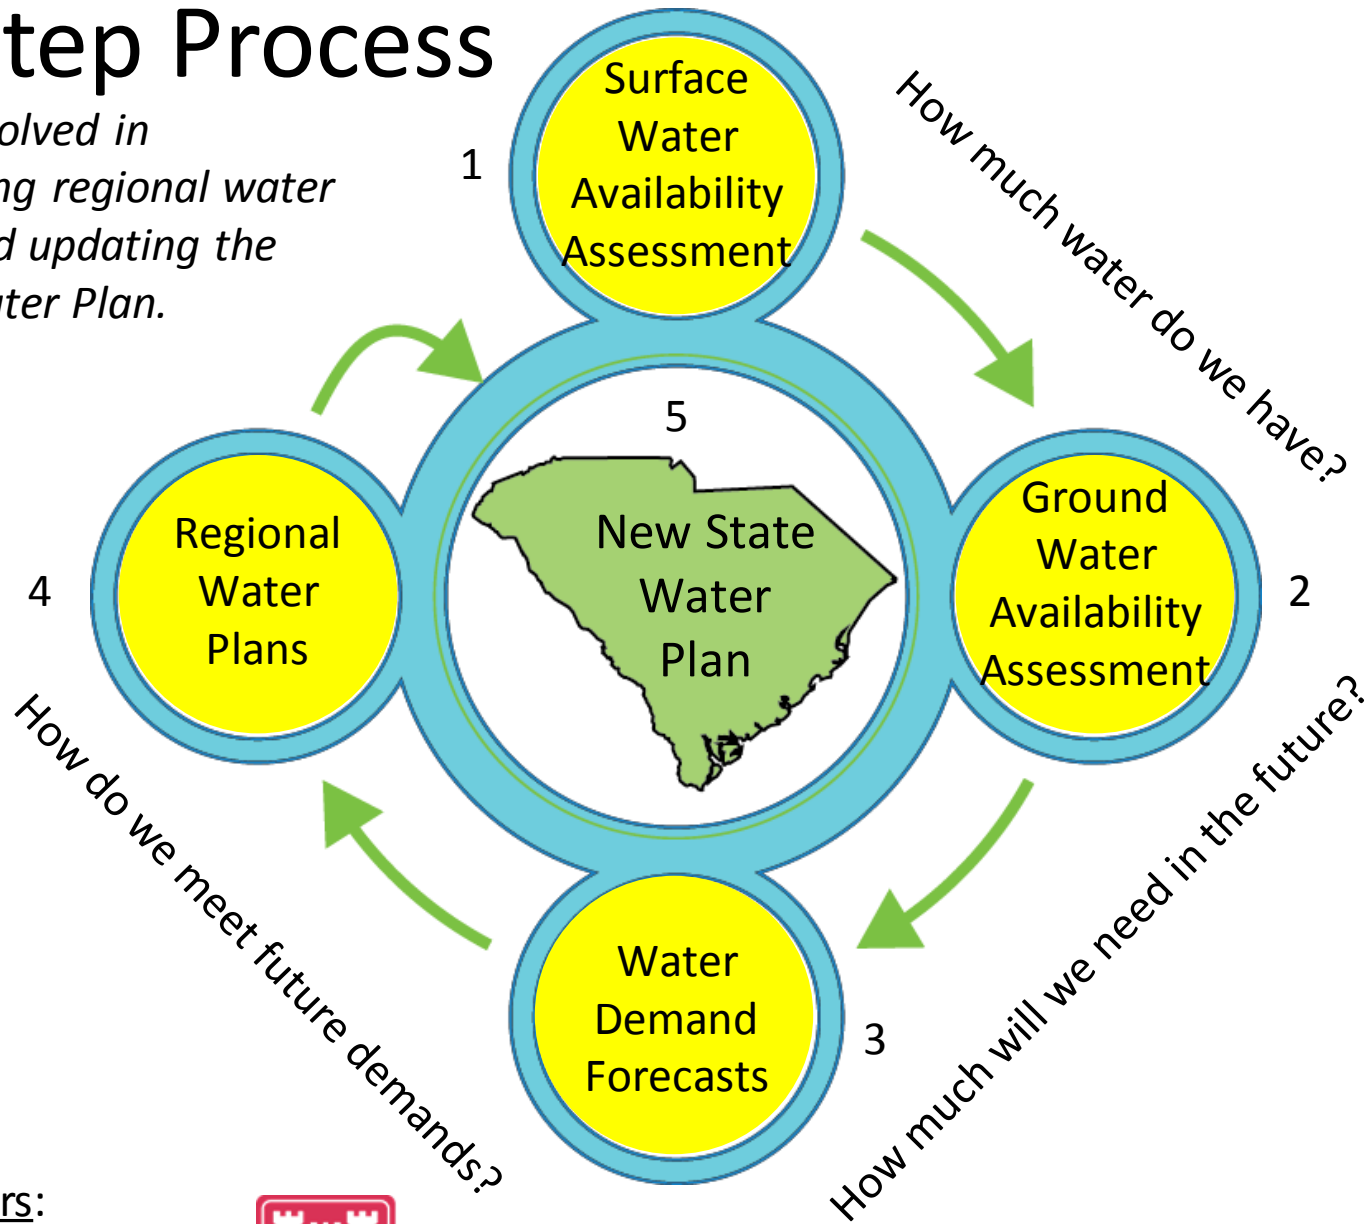 tep Process
olved in
ng regional water
d updating the
ter Plan.
1
Surface
Water
Availability
Assessment
How much water do we have?
5
New State
Water
Plan
4
Regional
Water
Plans
Ground
Water
Availability
Assessment
2
How do we meet future demands?
How much will we need in the future?
Water
Demand
Forecasts
3
rs: